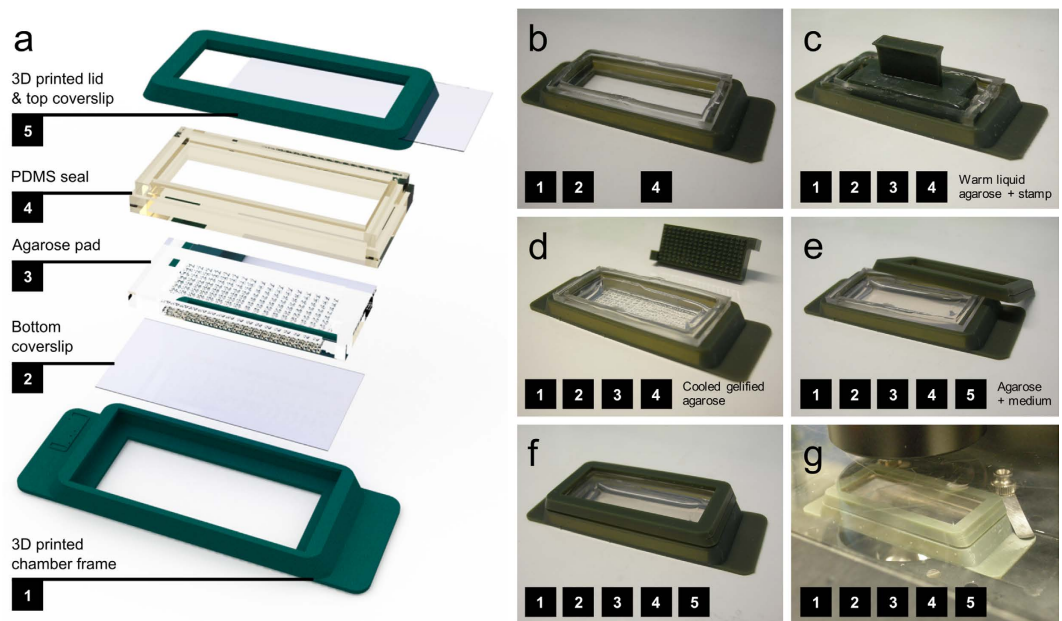 a
3D printed lid
& top coverslip
5
PDMS seal
4
Agarose pad
3
Bottom
coverslip
2
3D printed
chamber frame
1
b
1 2 4
c
1 2 3 4 Warm liquid
agarose + stamp
d
1 2 3 4 Cooled gelified
agarose
e
1 2 3 4 5 Agarose
+ medium
f
1 2 3 4 5
g
1 2 3 4 5